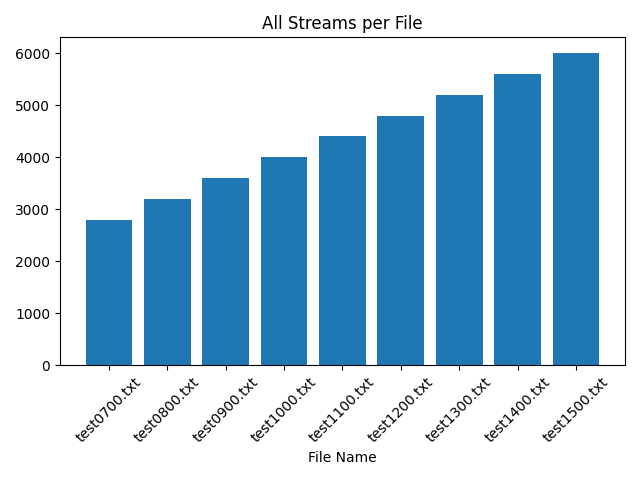 All Streams per File
6000
5000
4000
3000
2000
1000
0
test0700.txt
test0800.txt
test0900.txt
test1000.txt
test1100.txt
test1200.txt
test1300.txt
test1400.txt
test1500.txt
File Name